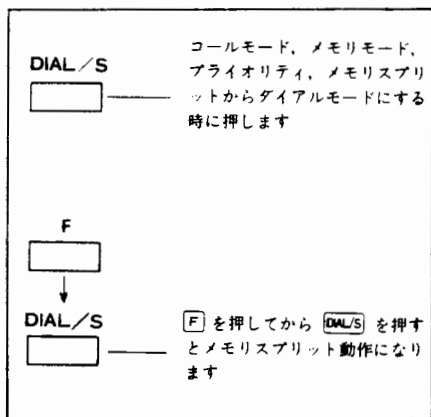 DIAL／S
コールモード，メモリモード，
プライオリティ，メモリスプリ
ットからダイアルモードにする
時に押します
F
↓
DIAL／S
F を押してから DIAL/S を押す
とメモリスプリット動作になり
ます